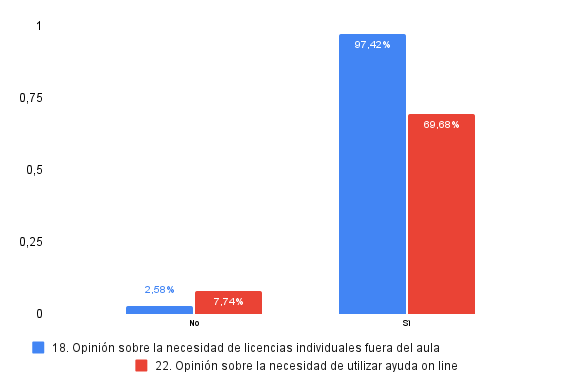 1
97,42%
0,75
69,68%
0,5
0,25
2,58%
7,74%
0
No
Sí
18. Opinión sobre la necesidad de licencias individuales fuera del aula
22. Opinión sobre la necesidad de utilizar ayuda on line